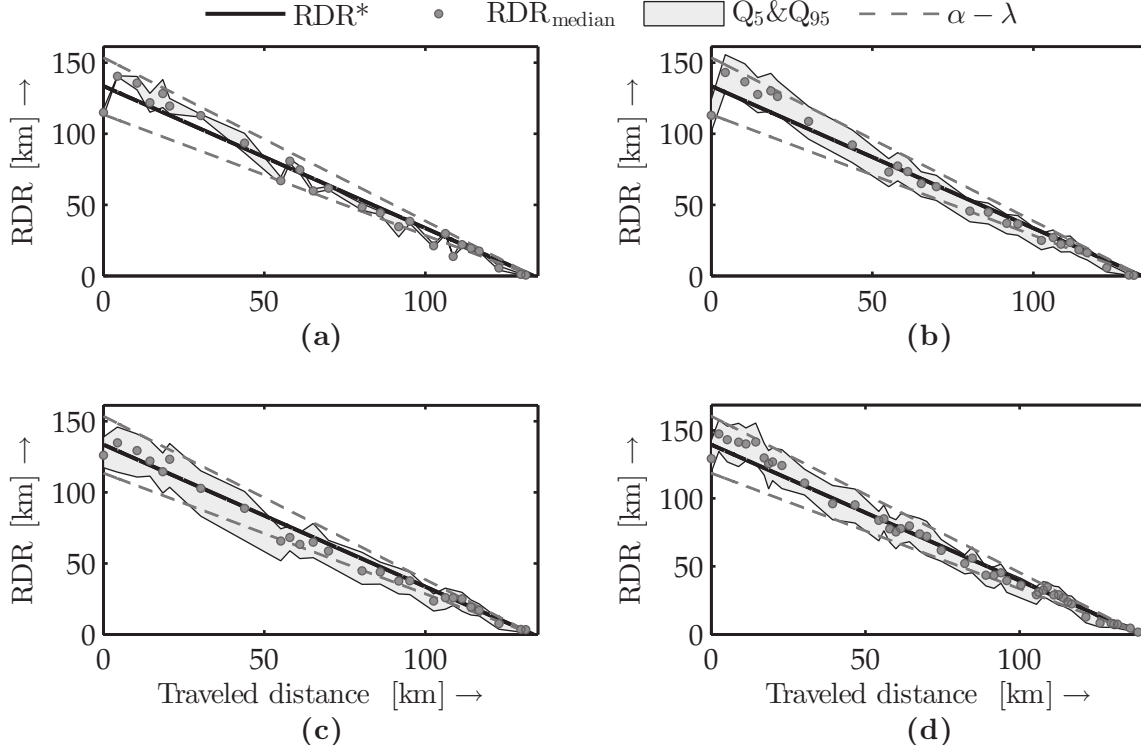 RDR* RDR_median Q_5&Q_95 α − λ
150
100
50
0
RDR [km] →
0 50 100
(a)
150
100
50
0
RDR [km] →
0 50 100
(b)
150
100
50
0
RDR [km] →
0 50 100
Traveled distance [km] →
(c)
150
100
50
0
RDR [km] →
0 50 100
Traveled distance [km] →
(d)